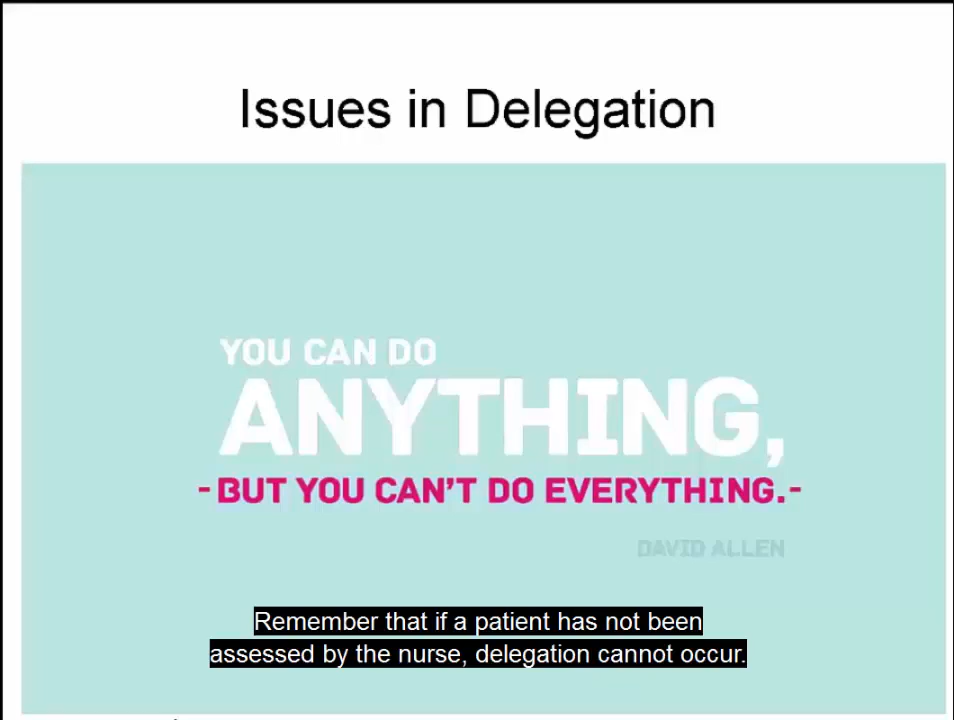 Issues in Delegation
YOU CAN DO
ANYTHING,
-BUT YOU CAN'T DO EVERYTHING.-
DAVID ALLEN
Remember that if a patient has not been
assessed by the nurse, delegation cannot occur.